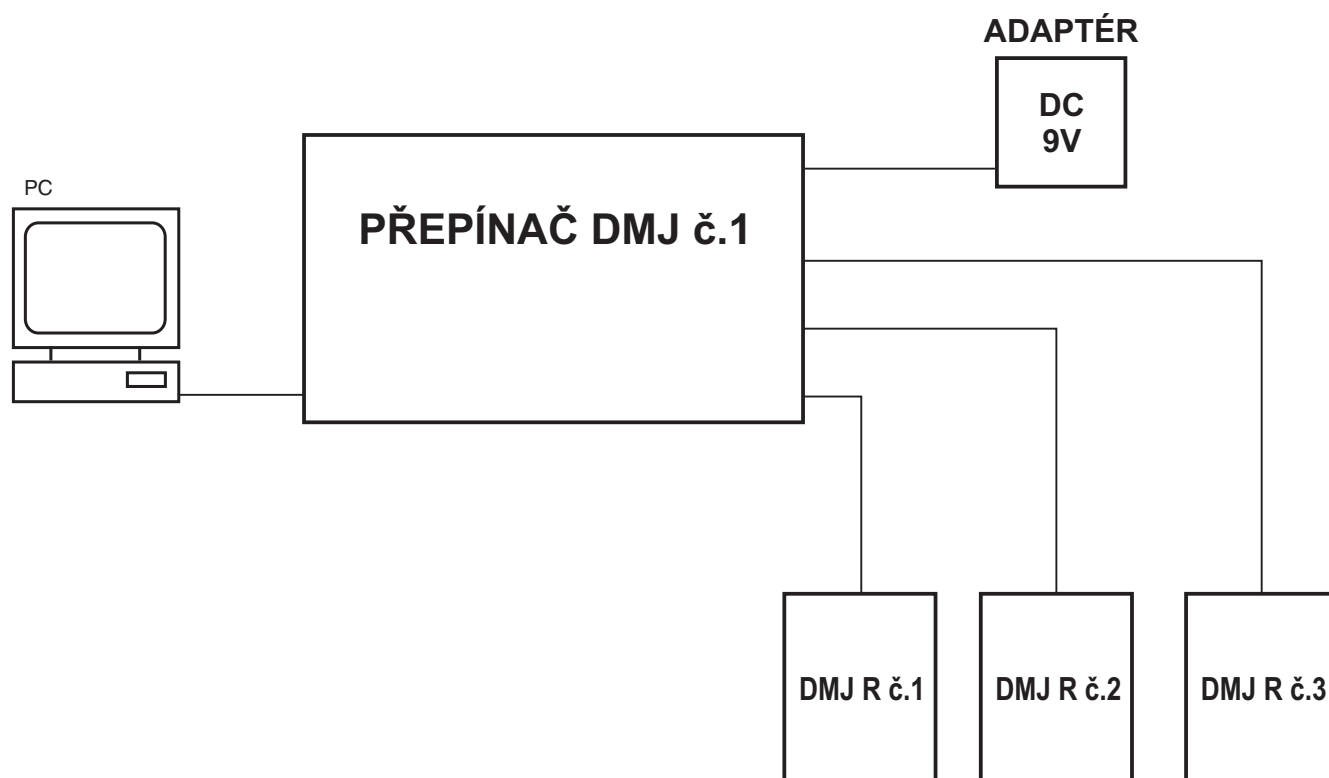 ADAPTÉR
DC
9V
PC
PŘEPÍNAČ DMJ č.1
DMJ R č.1
DMJ R č.2
DMJ R č.3